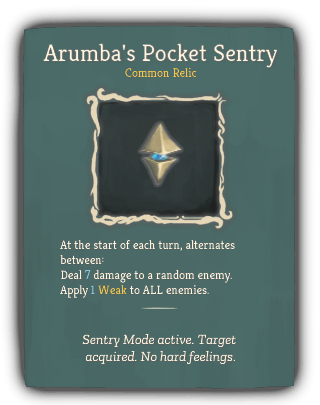 Arumba's Pocket Sentry
Common Relic
At the start of each turn, alternates
between:
Deal 7 damage to a random enemy.
Apply 1 Weak to ALL enemies.
Sentry Mode active. Target
acquired. No hard feelings.